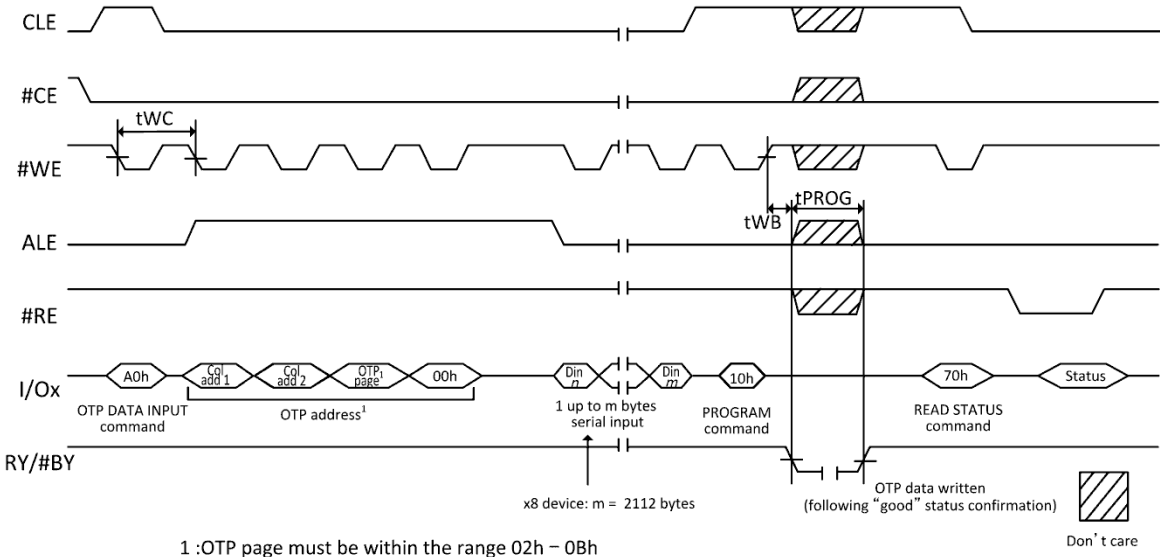 CLE
#CE
tWC
#WE
tPROG
tWB
ALE
#RE
I/Ox
A0h
Col
add 1
Col
add 2
OTP
page1
00h
Din
n
Din
m
10h
70h
Status
OTP DATA INPUT
command
OTP address1
1 up to m bytes
serial input
PROGRAM
command
READ STATUS
command
RY/#BY
x8 device: m = 2112 bytes
OTP data written
(following “good” status confirmation)
Don’t care
1 :OTP page must be within the range 02h – 0Bh